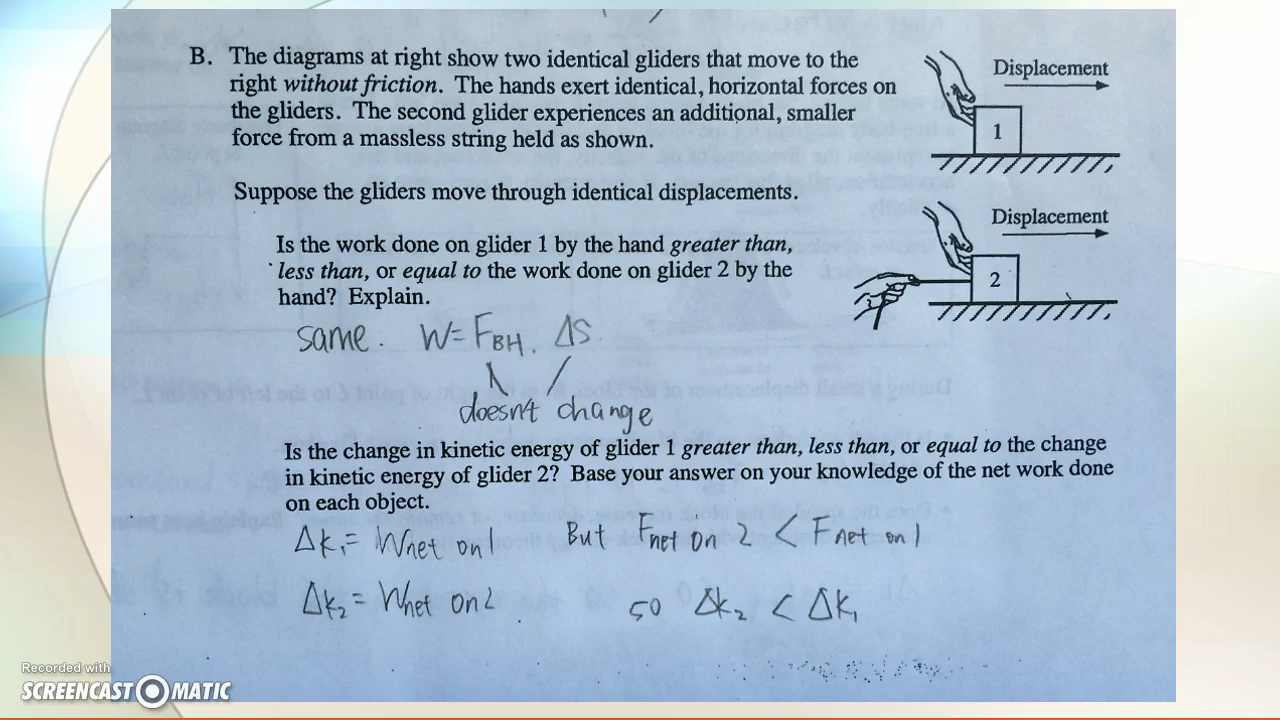 B. The diagrams at right show two identical gliders that move to the
right without friction. The hands exert identical, horizontal forces on
the gliders. The second glider experiences an additional, smaller
force from a massless string held as shown.
Displacement
1
Suppose the gliders move through identical displacements.
Displacement
2
Is the work done on glider 1 by the hand greater than,
less than, or equal to the work done on glider 2 by the
hand? Explain.
same. W = FBH . ΔS.
doesn't change
Is the change in kinetic energy of glider 1 greater than, less than, or equal to the change
in kinetic energy of glider 2? Base your answer on your knowledge of the net work done
on each object.
Δk1 = Wnet on 1 But Fnet on 2 < Fnet on 1
Δk2 = Wnet on 2 so Δk2 < Δk1
Recorded with
SCREENCAST MATIC